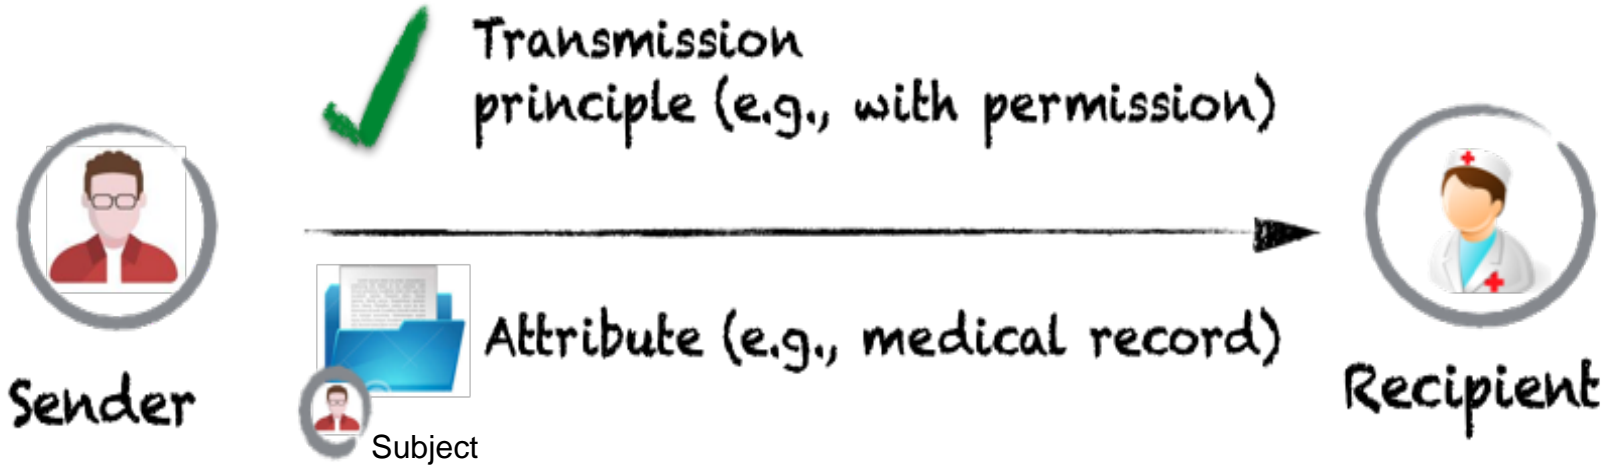 Transmission
principle (e.g., with permission)
Attribute (e.g., medical record)
Sender
Recipient
Subject